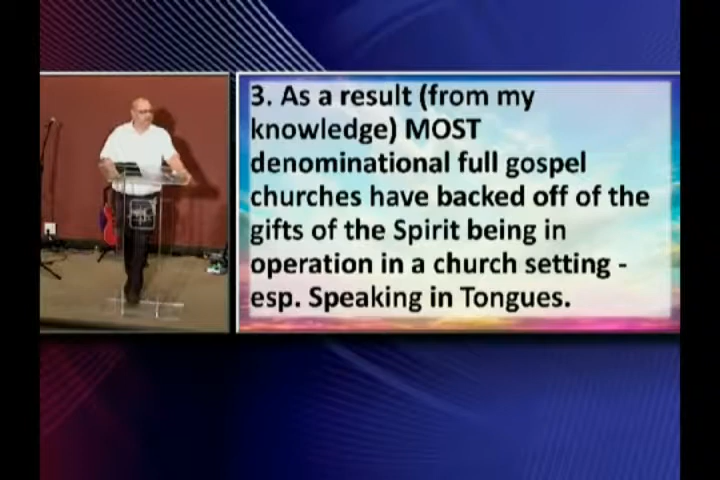 3. As a result (from my
knowledge) MOST
denominational full gospel
churches have backed off of the
gifts of the Spirit being in
operation in a church setting -
esp. Speaking in Tongues.